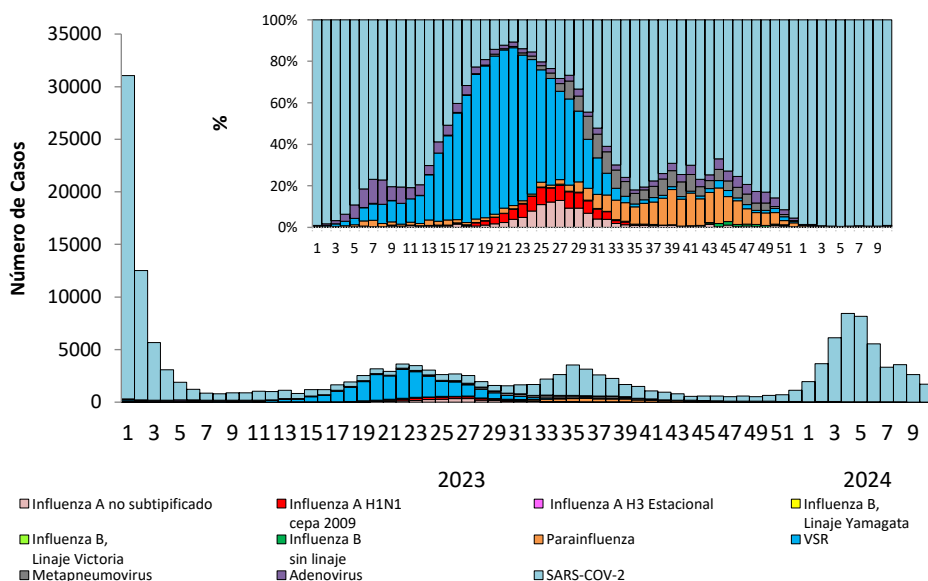 35000
30000
25000
20000
15000
10000
5000
0
Número de Casos
100%
80%
60%
40%
20%
0%
%
1 3 5 7 9 11 13 15 17 19 21 23 25 27 29 31 33 35 37 39 41 43 45 47 49 51 1 3 5 7 9
1 3 5 7 9 11 13 15 17 19 21 23 25 27 29 31 33 35 37 39 41 43 45 47 49 51 1 3 5 7 9
2023 2024
Influenza A no subtipificado Influenza A H1N1 Influenza A H3 Estacional Influenza B,
cepa 2009 Linaje Yamagata
Influenza B, Influenza B Parainfluenza VSR
Linaje Victoria sin linaje
Metapneumovirus Adenovirus SARS-COV-2